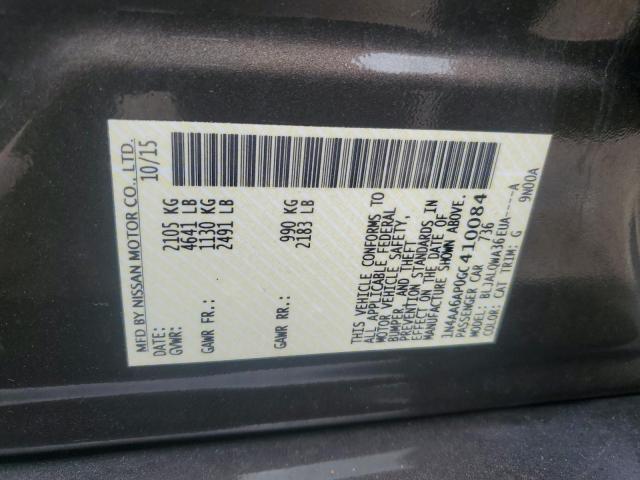 MFD BY NISSAN MOTOR CO., LTD.
DATE: 10/15
GVWR: 2105 KG
4641 LB
GAWR FR.: 1130 KG
2491 LB
GAWR RR.: 990 KG
2183 LB
THIS VEHICLE CONFORMS TO
ALL APPLICABLE FEDERAL
MOTOR VEHICLE SAFETY,
BUMPER, AND THEFT
PREVENTION STANDARDS IN
EFFECT ON THE DATE OF
MANUFACTURE SHOWN ABOVE.
1N4AA6AP0GC410084
PASSENGER CAR 736
MODEL: BLJALOWA36EUA----A
COLOR: CAT TRIM: G 9N00A